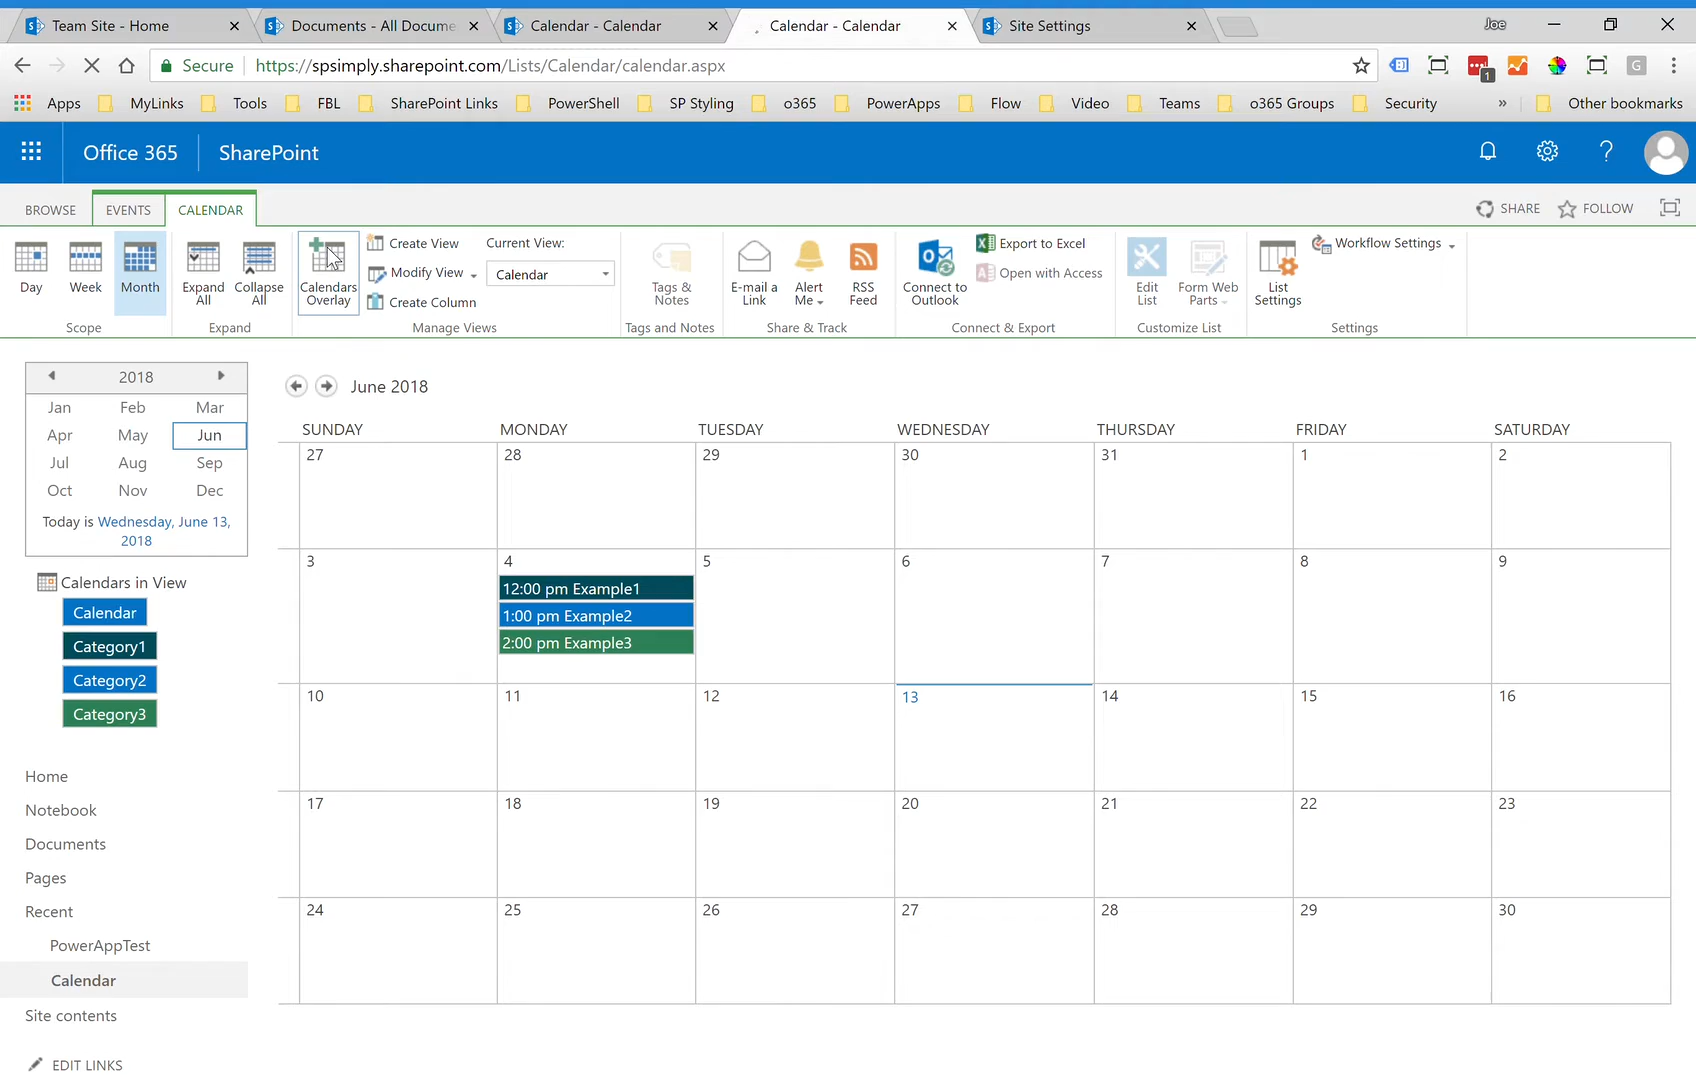 Team Site - Home
Documents - All Docume
Calendar - Calendar
Calendar - Calendar
Site Settings
Joe
Secure
https://spsimply.sharepoint.com/Lists/Calendar/calendar.aspx
1
G
Apps
MyLinks
Tools
FBL
SharePoint Links
PowerShell
SP Styling
o365
PowerApps
Flow
Video
Teams
o365 Groups
Security
»
Other bookmarks
Office 365
SharePoint
?
BROWSE
EVENTS
CALENDAR
SHARE
FOLLOW
Day
Week
Month
Scope
Expand
All
Collapse
All
Expand
Calendars
Overlay
Create View
Modify View
Create Column
Current View:
Calendar
Manage Views
Tags &
Notes
Tags and Notes
E-mail a
Link
Alert
Me
RSS
Feed
Share & Track
Connect to
Outlook
Export to Excel
Open with Access
Connect & Export
Edit
List
Form Web
Parts
Customize List
List
Settings
Workflow Settings
Settings
2018
Jan Feb Mar
Apr May Jun
Jul Aug Sep
Oct Nov Dec
Today is Wednesday, June 13,
2018
Calendars in View
Calendar
Category1
Category2
Category3
Home
Notebook
Documents
Pages
Recent
PowerAppTest
Calendar
Site contents
EDIT LINKS
June 2018
SUNDAY MONDAY TUESDAY WEDNESDAY THURSDAY FRIDAY SATURDAY
27 28 29 30 31 1 2
3 4 5 6 7 8 9
12:00 pm Example1
1:00 pm Example2
2:00 pm Example3
10 11 12 13 14 15 16
17 18 19 20 21 22 23
24 25 26 27 28 29 30